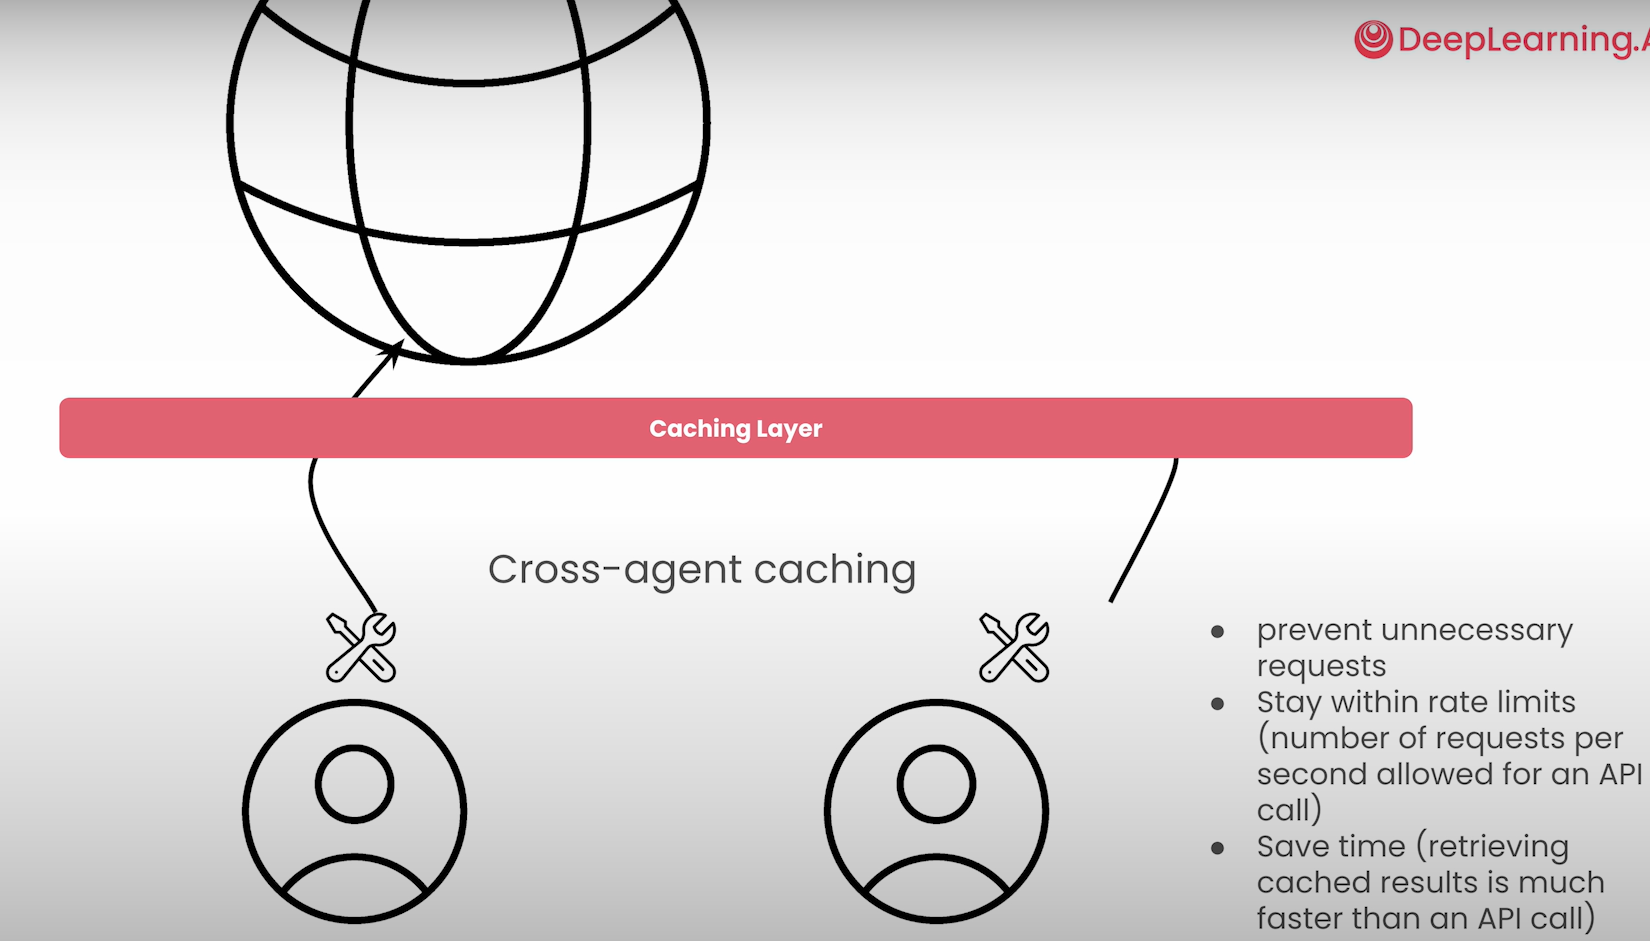 DeepLearning.A
Caching Layer
Cross-agent caching
● prevent unnecessary
requests
● Stay within rate limits
(number of requests per
second allowed for an API
call)
● Save time (retrieving
cached results is much
faster than an API call)